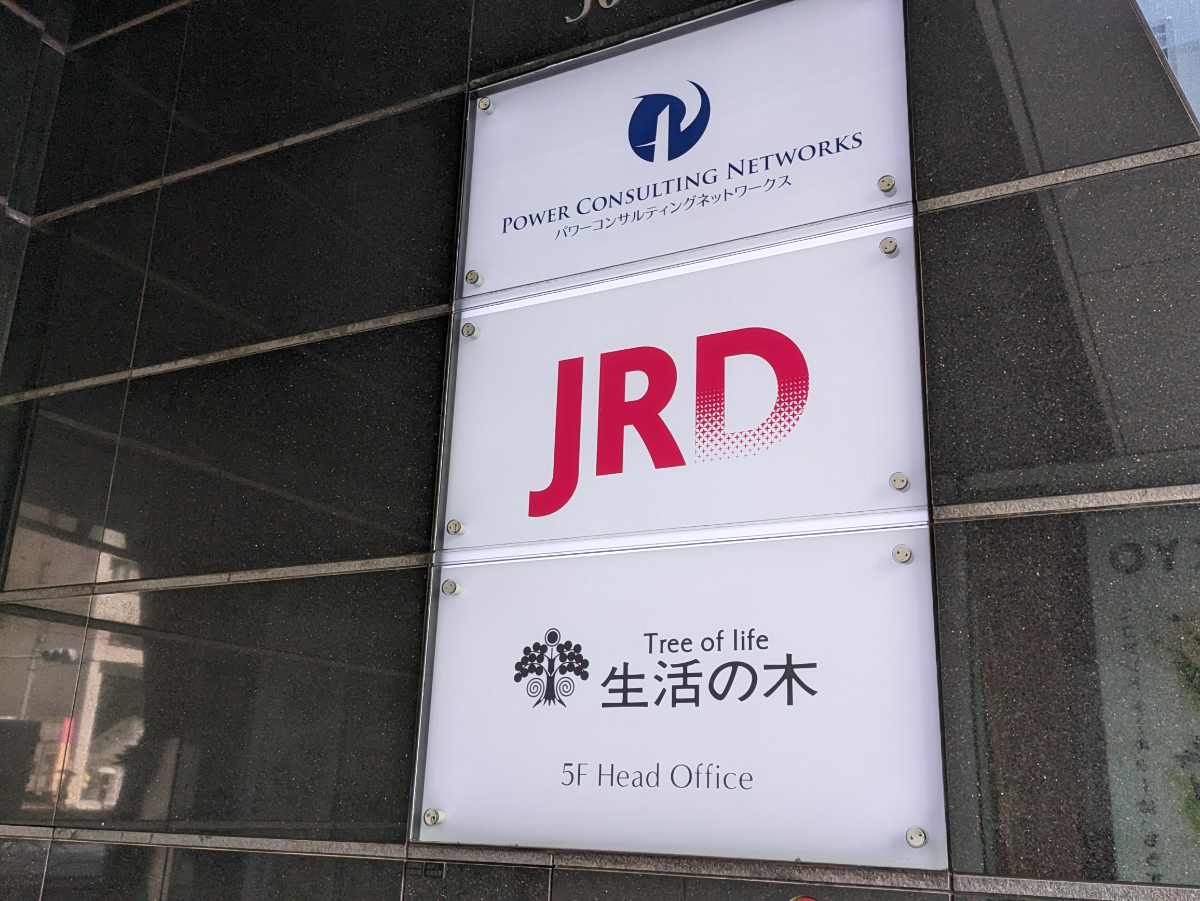 POWER CONSULTING NETWORKS
パワーコンサルティングネットワークス
JRD
Tree of life
生活の木
5F Head Office